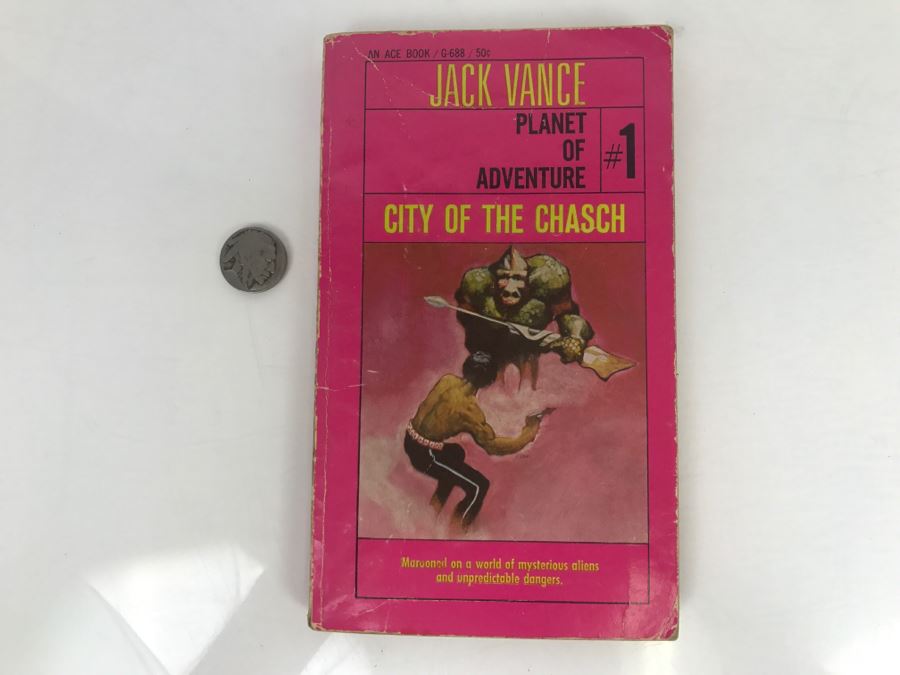 AN ACE BOOK / G-688 / 50¢
JACK VANCE
PLANET
OF
ADVENTURE
#1
CITY OF THE CHASCH
Marooned on a world of mysterious aliens
and unpredictable dangers.